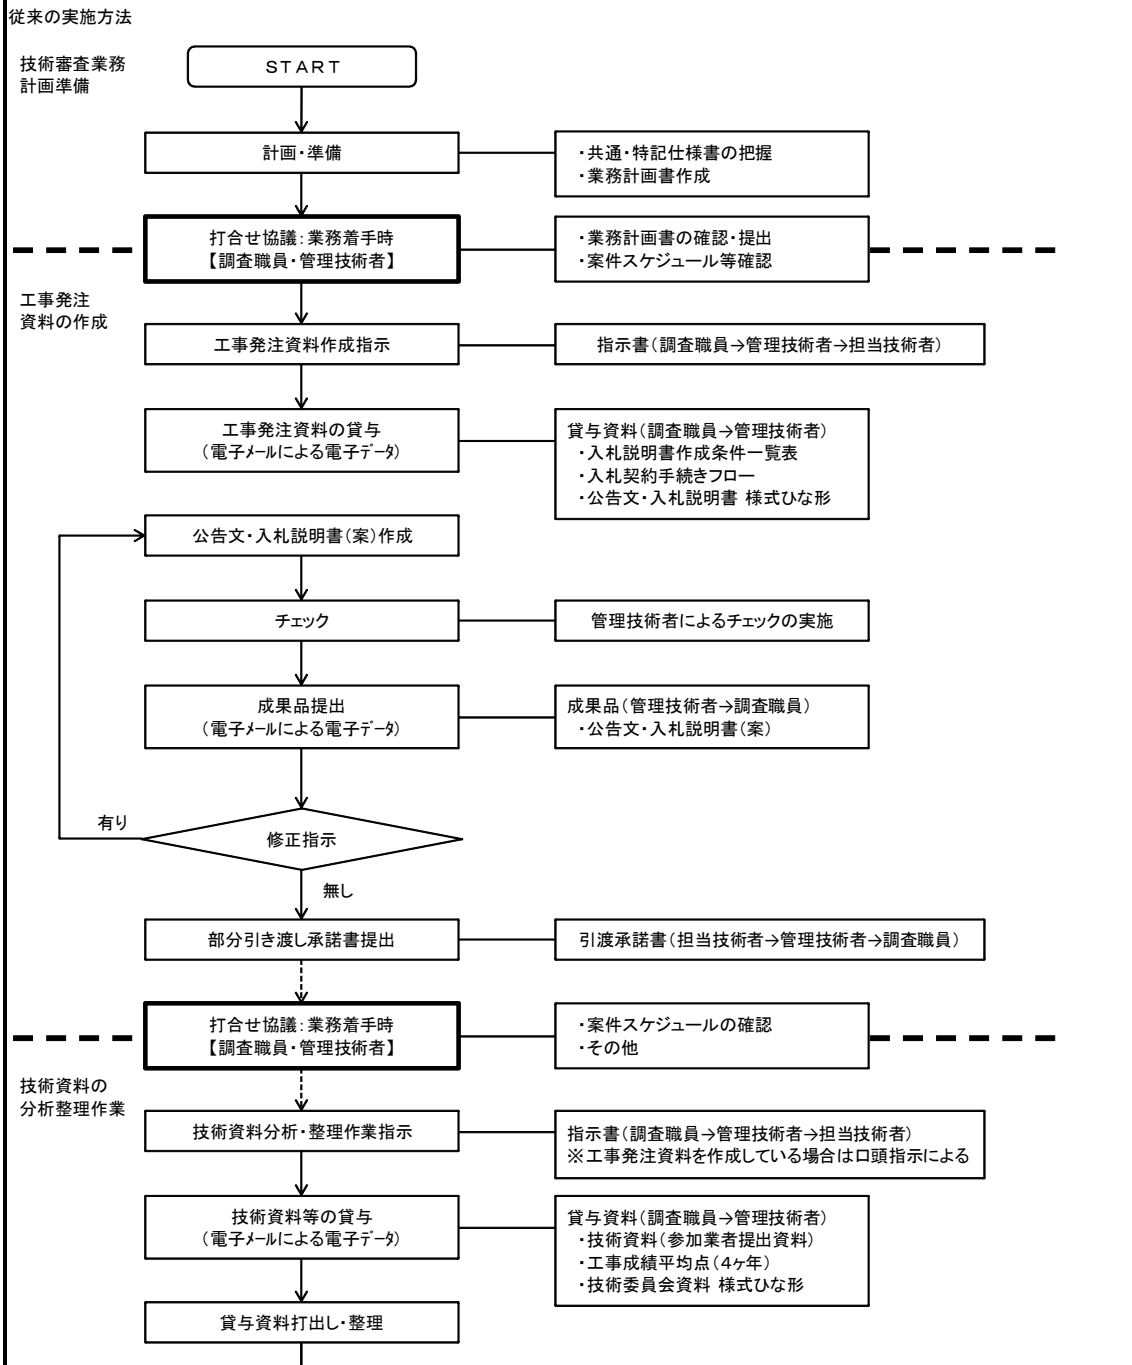 従来の実施方法
技術審査業務
計画準備
START
計画・準備
・共通・特記仕様書の把握
・業務計画書作成
打合せ協議：業務着手時
【調査職員・管理技術者】
・業務計画書の確認・提出
・案件スケジュール等確認
工事発注
資料の作成
工事発注資料作成指示
指示書（調査職員→管理技術者→担当技術者）
工事発注資料の貸与
（電子メールによる電子データ）
貸与資料（調査職員→管理技術者）
・入札説明書作成条件一覧表
・入札契約手続きフロー
・公告文・入札説明書 様式ひな形
公告文・入札説明書（案）作成
チェック
管理技術者によるチェックの実施
成果品提出
（電子メールによる電子データ）
成果品（管理技術者→調査職員）
・公告文・入札説明書（案）
有り
修正指示
無し
部分引き渡し承諾書提出
引渡承諾書（担当技術者→管理技術者→調査職員）
打合せ協議：業務着手時
【調査職員・管理技術者】
・案件スケジュールの確認
・その他
技術資料の
分析整理作業
技術資料分析・整理作業指示
指示書（調査職員→管理技術者→担当技術者）
※工事発注資料を作成している場合は口頭指示による
技術資料等の貸与
（電子メールによる電子データ）
貸与資料（調査職員→管理技術者）
・技術資料（参加業者提出資料）
・工事成績平均点（4ヶ年）
・技術委員会資料 様式ひな形
貸与資料打出し・整理